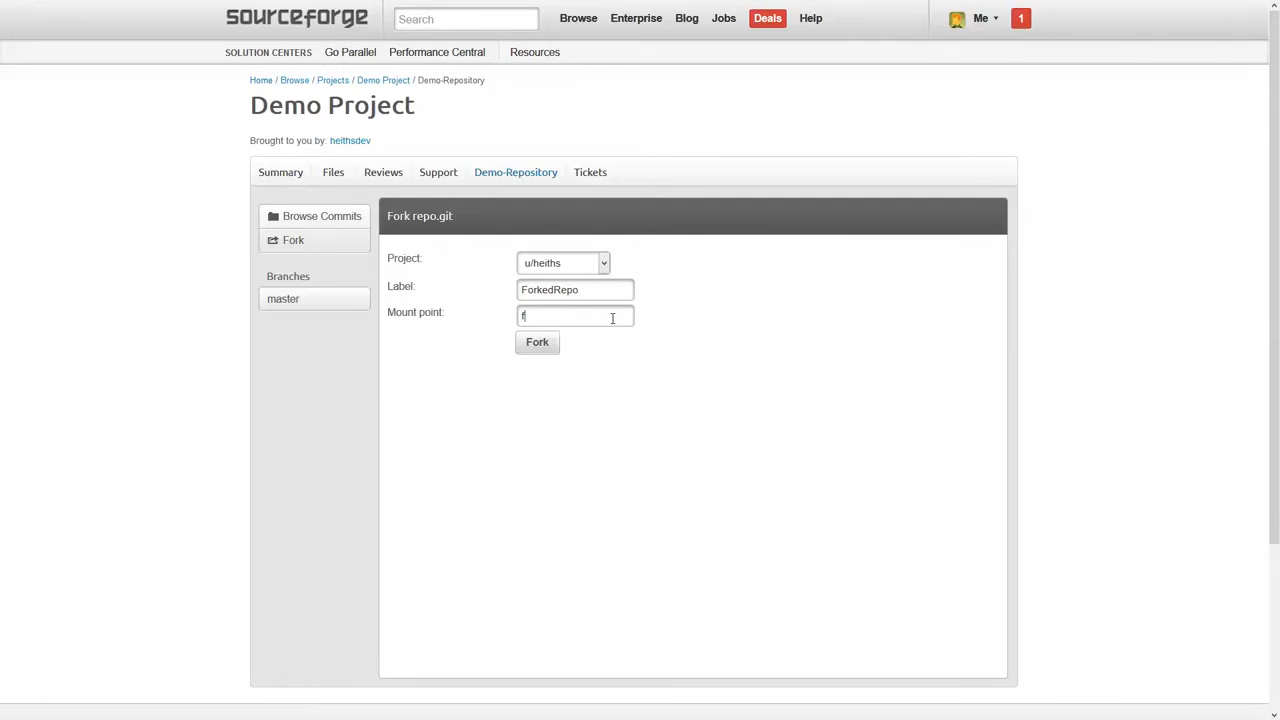 sourceforge
Search
Browse Enterprise Blog Jobs Deals Help
Me
1
SOLUTION CENTERS Go Parallel Performance Central Resources
Home / Browse / Projects / Demo Project / Demo-Repository
Demo Project
Brought to you by: heithsdev
Summary Files Reviews Support Demo-Repository Tickets
Browse Commits
Fork
Branches
master
Fork repo.git
Project: u/heiths
Label: ForkedRepo
Mount point: f
Fork